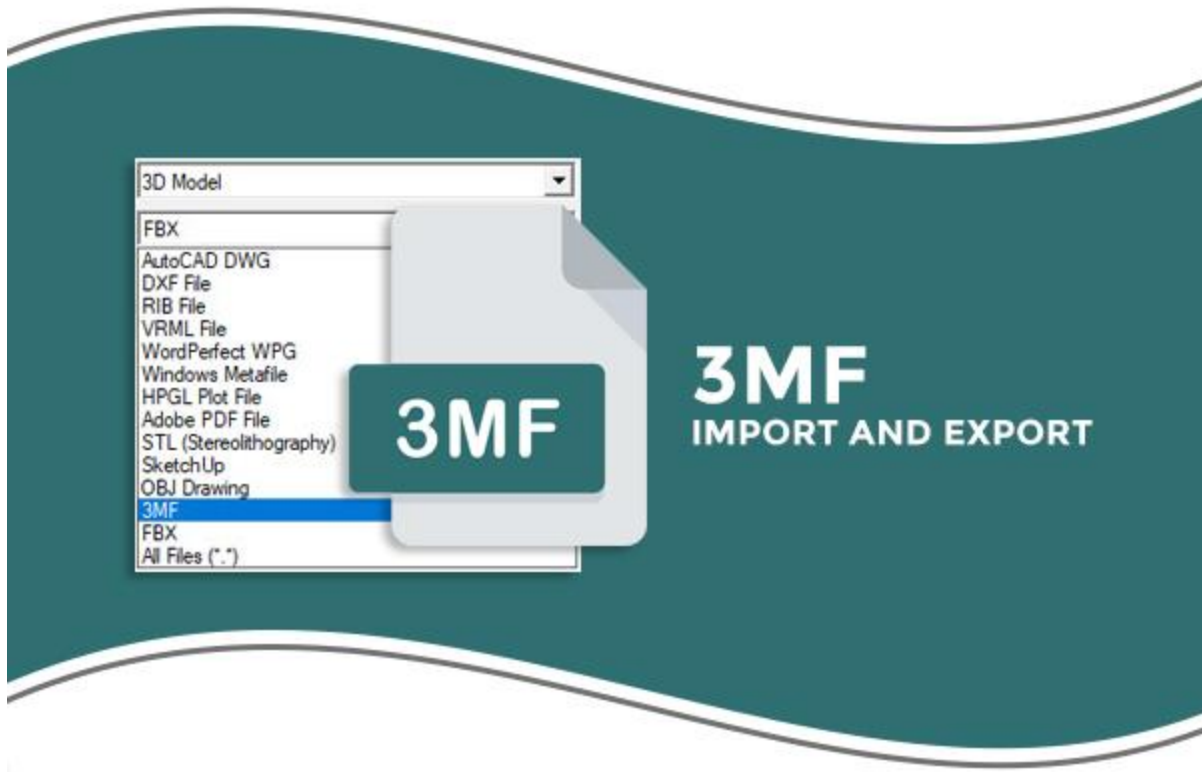 3D Model
FBX
AutoCAD DWG
DXF File
RIB File
VRML File
WordPerfect WPG
Windows Metafile
HPGL Plot File
Adobe PDF File
STL (Stereolithography)
SketchUp
OBJ Drawing
3MF
FBX
All Files (*.*)
3MF
3MF
IMPORT AND EXPORT